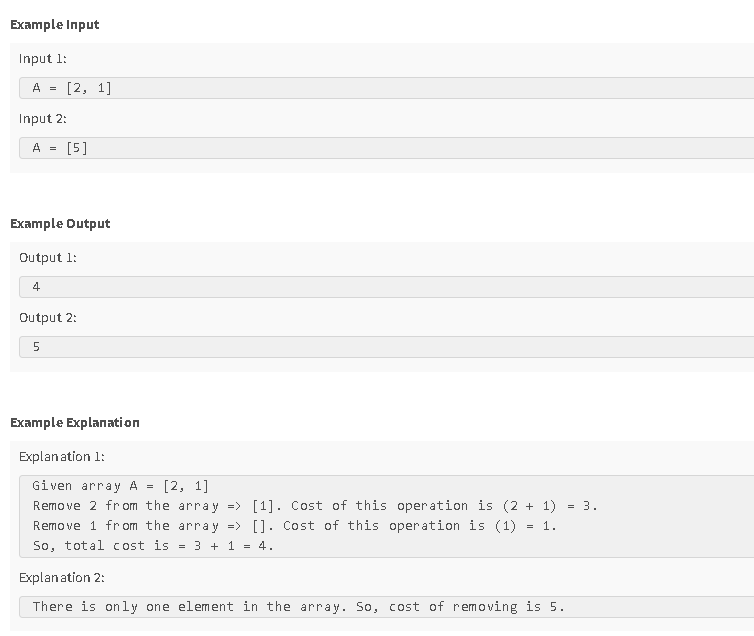 Example Input
Input 1:
A = [2, 1]
Input 2:
A = [5]
Example Output
Output 1:
4
Output 2:
5
Example Explanation
Explanation 1:
Given array A = [2, 1]
Remove 2 from the array => [1]. Cost of this operation is (2 + 1) = 3.
Remove 1 from the array => []. Cost of this operation is (1) = 1.
So, total cost is = 3 + 1 = 4.
Explanation 2:
There is only one element in the array. So, cost of removing is 5.